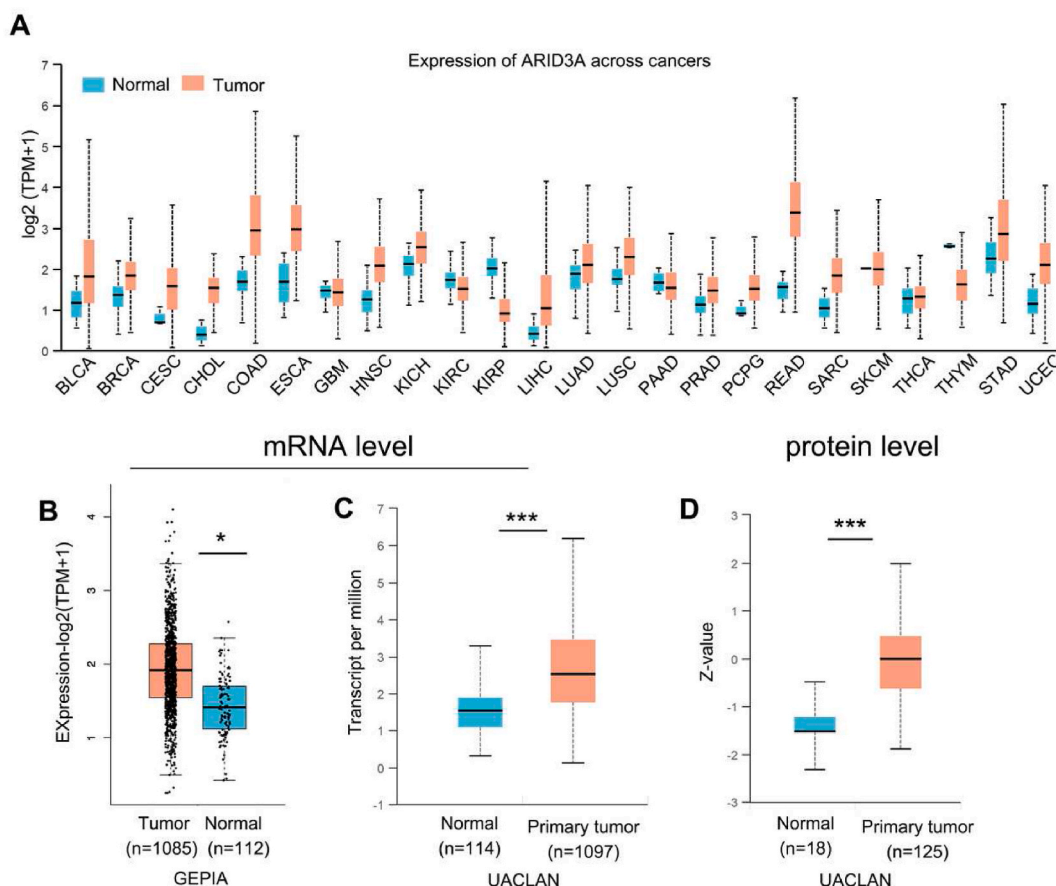 A
Expression of ARID3A across cancers
Normal Tumor
log2 (TPM+1)
7
6
5
4
3
2
1
0
BLCA BRCA CESC CHOL COAD ESCA GBM HNSC KICH KIRC KIRP LIHC LUAD LUSC PAAD PRAD PCPG READ SARC SKCM THCA THYM STAD UCEC
mRNA level
protein level
B
*
EXpression-log2(TPM+1)
4
3
2
1
Tumor Normal
(n=1085) (n=112)
GEPIA
C
***
Transcript per million
7
6
5
4
3
2
1
0
-1
Normal Primary tumor
(n=114) (n=1097)
UACLAN
D
***
Z-value
3
2
1
0
-1
-2
-3
Normal Primary tumor
(n=18) (n=125)
UACLAN